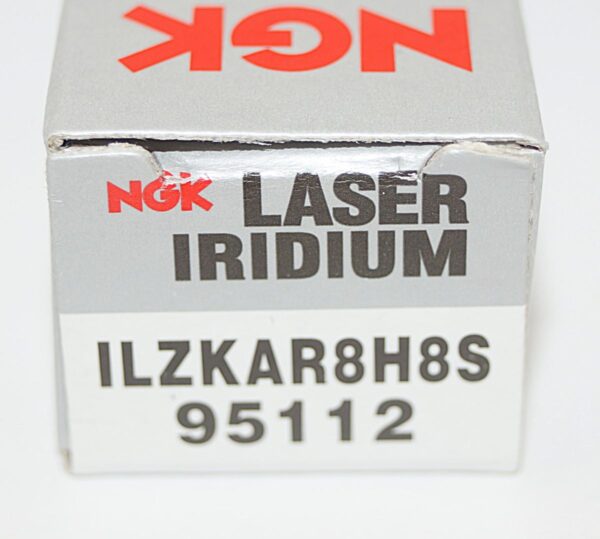 NGK
NGK LASER
IRIDIUM
ILZKAR8H8S
95112